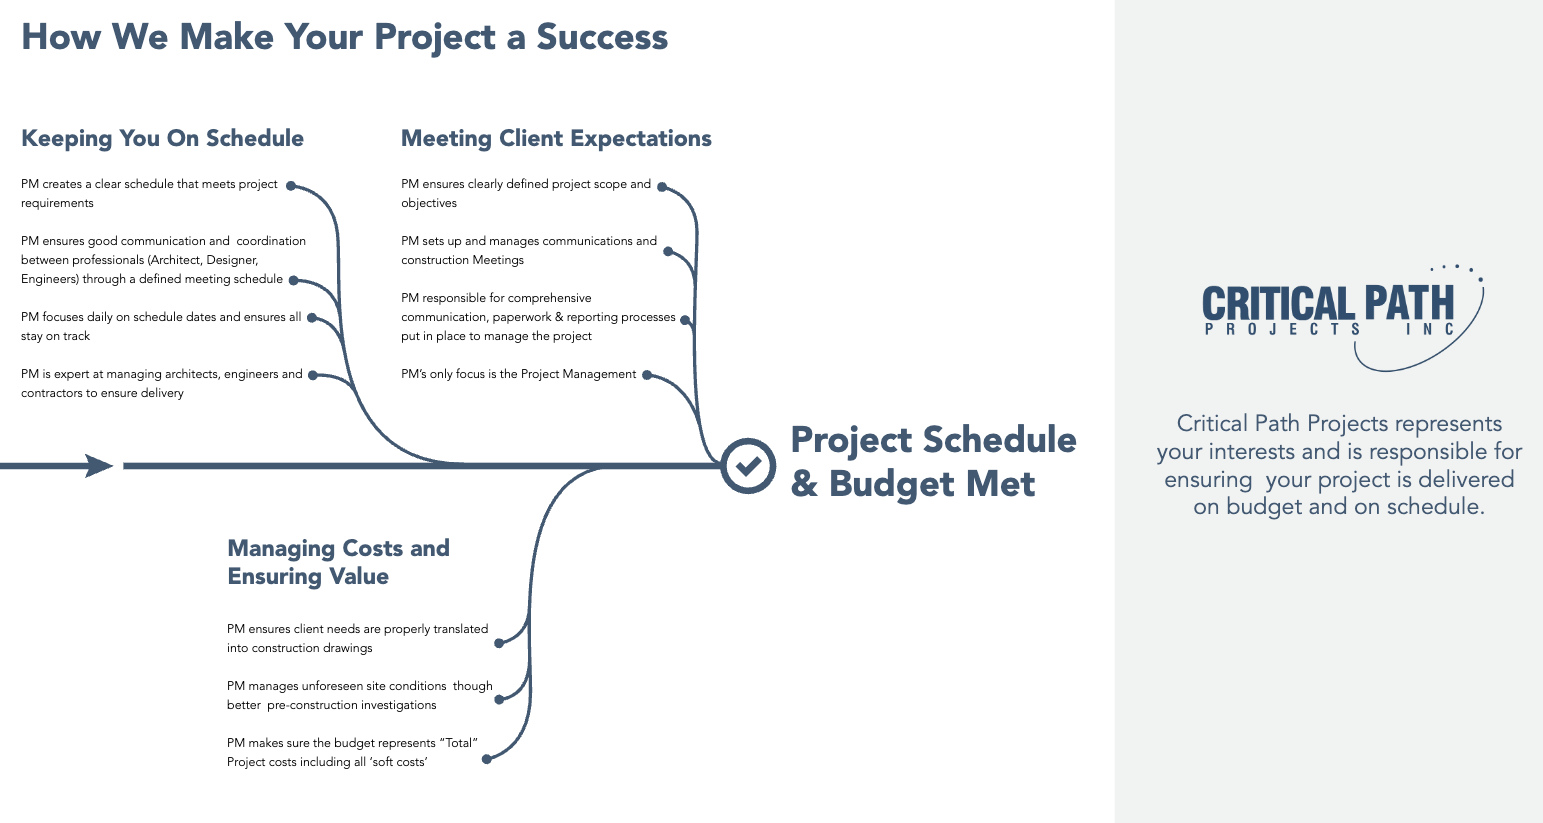 How We Make Your Project a Success
Keeping You On Schedule
PM creates a clear schedule that meets project
requirements
PM ensures good communication and  coordination
between professionals (Architect, Designer,
Engineers) through a defined meeting schedule
PM focuses daily on schedule dates and ensures all
stay on track
PM is expert at managing architects, engineers and
contractors to ensure delivery
Meeting Client Expectations
PM ensures clearly defined project scope and
objectives
PM sets up and manages communications and
construction Meetings
PM responsible for comprehensive
communication, paperwork & reporting processes
put in place to manage the project
PM’s only focus is the Project Management
Project Schedule
& Budget Met
Managing Costs and
Ensuring Value
PM ensures client needs are properly translated
into construction drawings
PM manages unforeseen site conditions  though
better  pre-construction investigations
PM makes sure the budget represents “Total”
Project costs including all ‘soft costs’
CRITICAL PATH
PROJECTS INC
Critical Path Projects represents
your interests and is responsible for
ensuring  your project is delivered
on budget and on schedule.